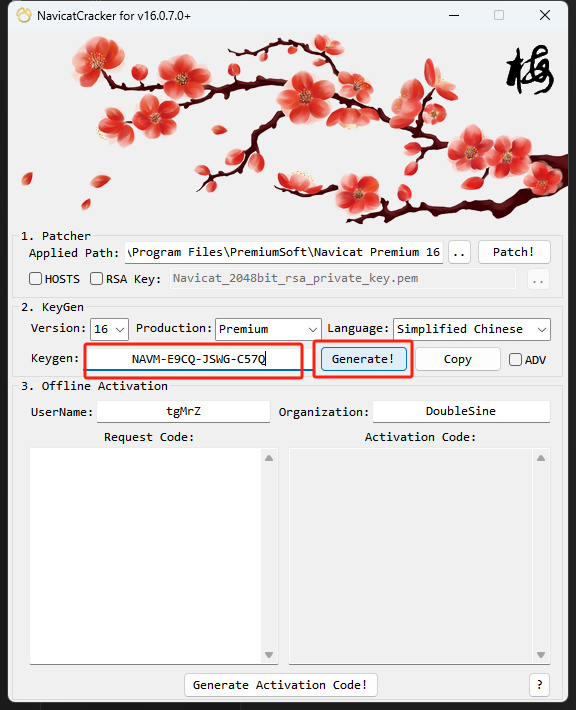 NavicatCracker for v16.0.7.0+
梅
1. Patcher
Applied Path: \Program Files\PremiumSoft\Navicat Premium 16 .. Patch!
HOSTS RSA Key: Navicat_2048bit_rsa_private_key.pem ..
2. KeyGen
Version: 16 Production: Premium Language: Simplified Chinese
Keygen: NAVM-E9CQ-JSWG-C57Q Generate! Copy ADV
3. Offline Activation
UserName: tgMrZ Organization: DoubleSine
Request Code: Activation Code:
Generate Activation Code! ?